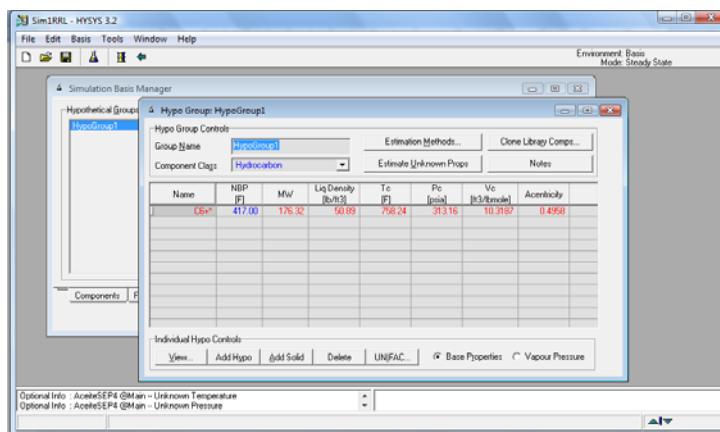 Sim1RRL - HYSYS 3.2
File Edit Basis Tools Window Help
Environment: Basis
Mode: Steady State
Simulation Basis Manager
Hypothetical Groups
HypoGroup1
Components
Hypo Group: HypoGroup1
Hypo Group Controls
Group Name HypoGroup1 Estimation Methods... Clone Library Comps...
Component Class Hydrocarbon Estimate Unknown Props Notes
Name NBP [F] MW Liq Density [lb/ft3] Tc [F] Pc [psia] Vc [ft3/lbmole] Acentricity
C6+* 417.00 176.32 50.89 758.24 313.16 10.3187 0.4958
Individual Hypo Controls
View... Add Hypo Add Solid Delete UNIFAC... Base Properties Vapour Pressure
Optional Info : AceiteSEP4 @Main -- Unknown Temperature
Optional Info : AceiteSEP4 @Main -- Unknown Pressure